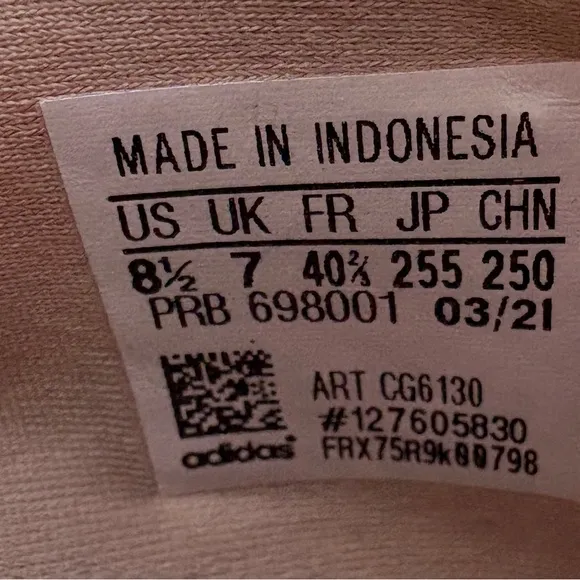 MADE IN INDONESIA
US UK FR JP CHN
8½ 7 40⅔ 255 250
PRB 698001 03/21
ART CG6130
#127605830
adidas FRX75R9k00798